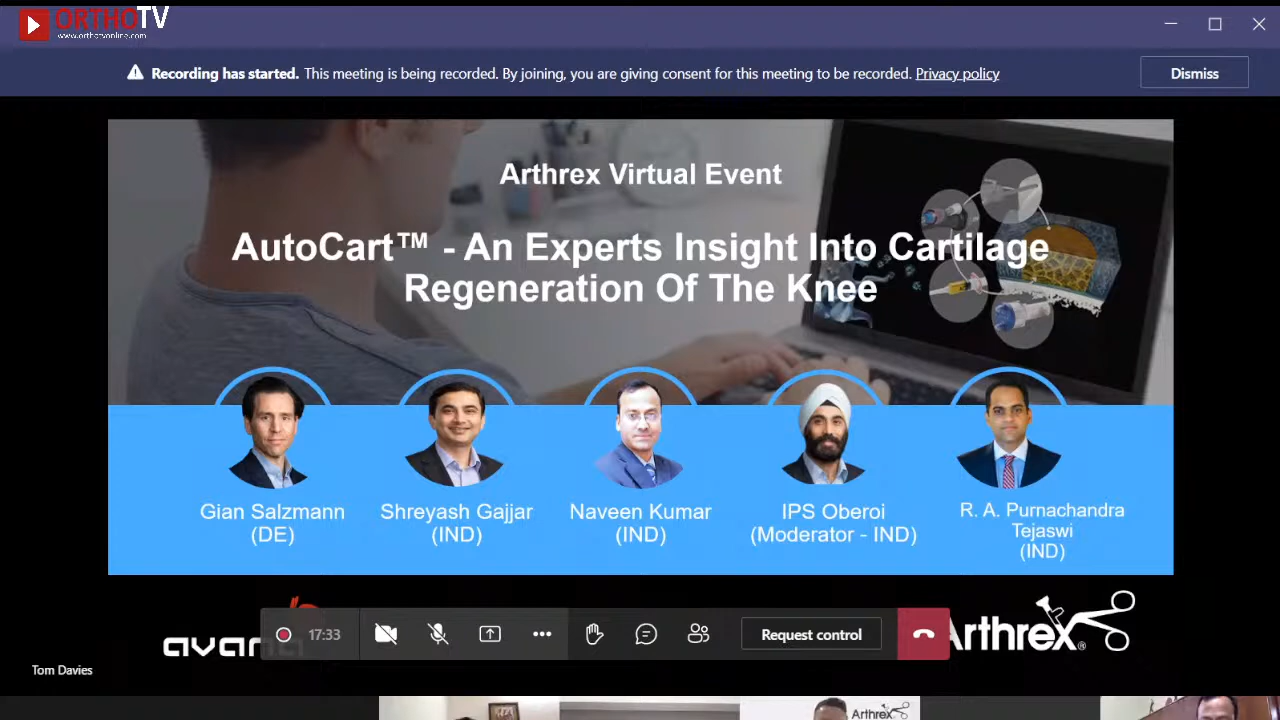 ORTHOTV
www.orthotvonline.com
Recording has started. This meeting is being recorded. By joining, you are giving consent for this meeting to be recorded. Privacy policy
Dismiss
Arthrex Virtual Event
AutoCart™ - An Experts Insight Into Cartilage
Regeneration Of The Knee
Gian Salzmann
(DE)
Shreyash Gajjar
(IND)
Naveen Kumar
(IND)
IPS Oberoi
(Moderator - IND)
R. A. Purnachandra
Tejaswi
(IND)
17:33
Request control
Arthrex®
Tom Davies
Arthrex